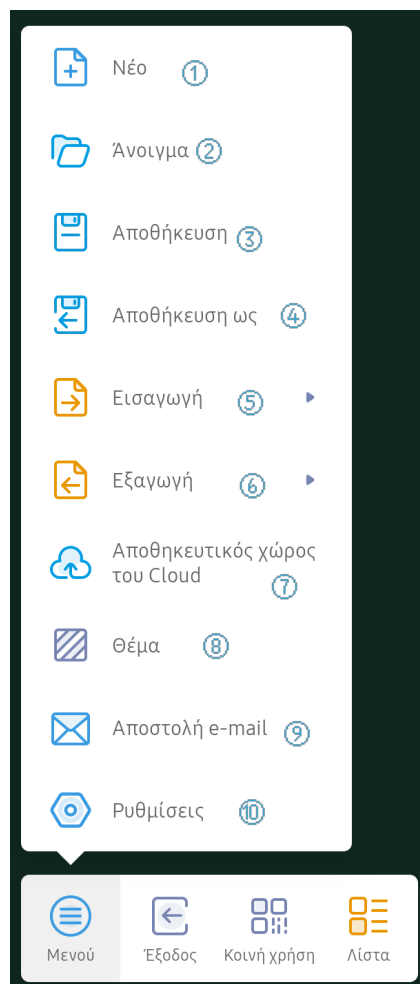 Νέο ①
Άνοιγμα ②
Αποθήκευση ③
Αποθήκευση ως ④
Εισαγωγή ⑤
Εξαγωγή ⑥
Αποθηκευτικός χώρος
του Cloud ⑦
Θέμα ⑧
Αποστολή e-mail ⑨
Ρυθμίσεις ⑩
Μενού Έξοδος Κοινή χρήση Λίστα